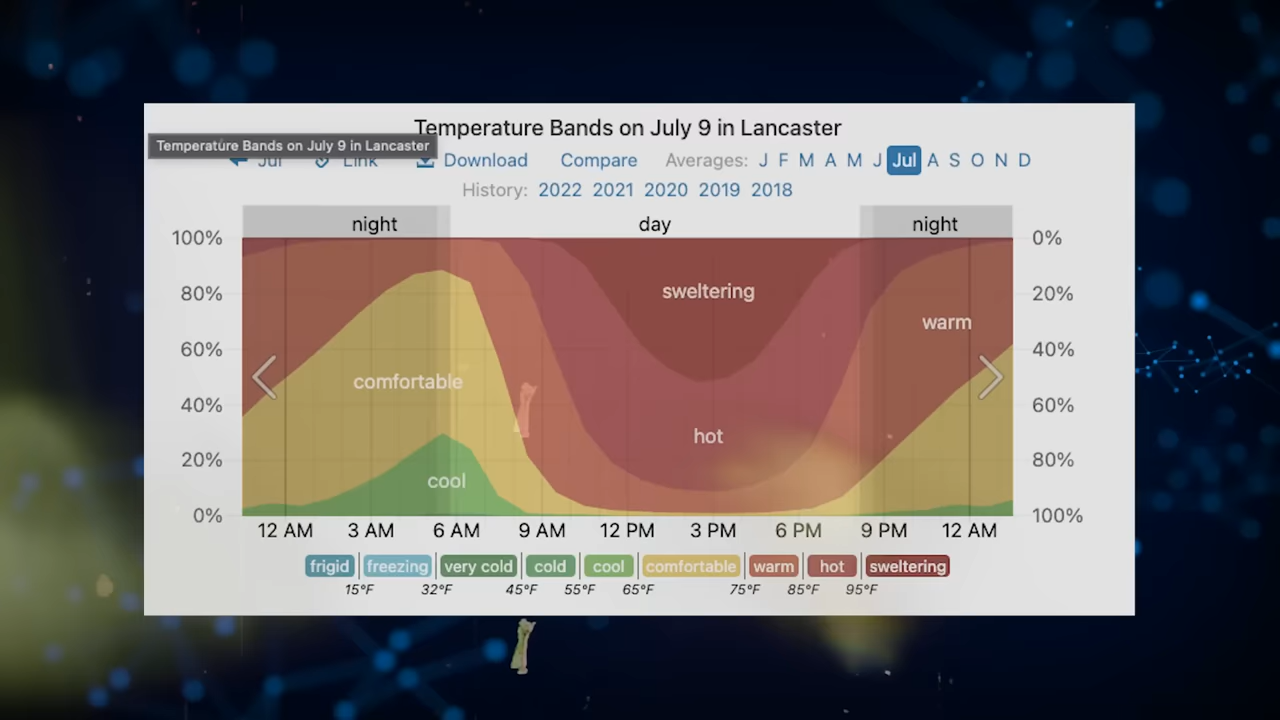 Temperature Bands on July 9 in Lancaster
Temperature Bands on July 9 in Lancaster
Jul Link Download Compare Averages: J F M A M J Jul A S O N D
History: 2022 2021 2020 2019 2018
night day night
100% 0%
80% sweltering 20%
60% warm 40%
comfortable
40% 60%
hot
20% 80%
cool
0% 100%
12 AM 3 AM 6 AM 9 AM 12 PM 3 PM 6 PM 9 PM 12 AM
frigid freezing very cold cold cool comfortable warm hot sweltering
15°F 32°F 45°F 55°F 65°F 75°F 85°F 95°F